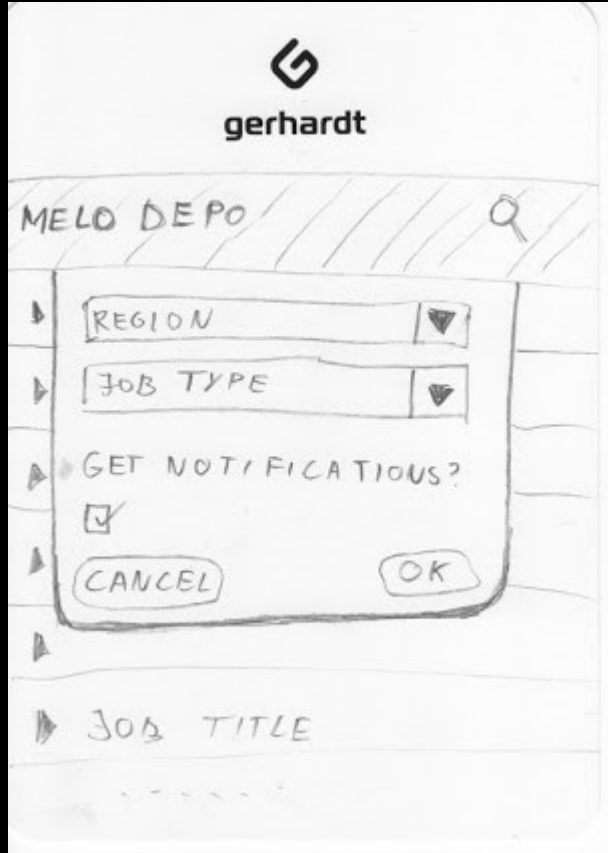 gerhardt
MELO DEPO
REGION
JOB TYPE
GET NOTIFICATIONS?
CANCEL
OK
JOB TITLE